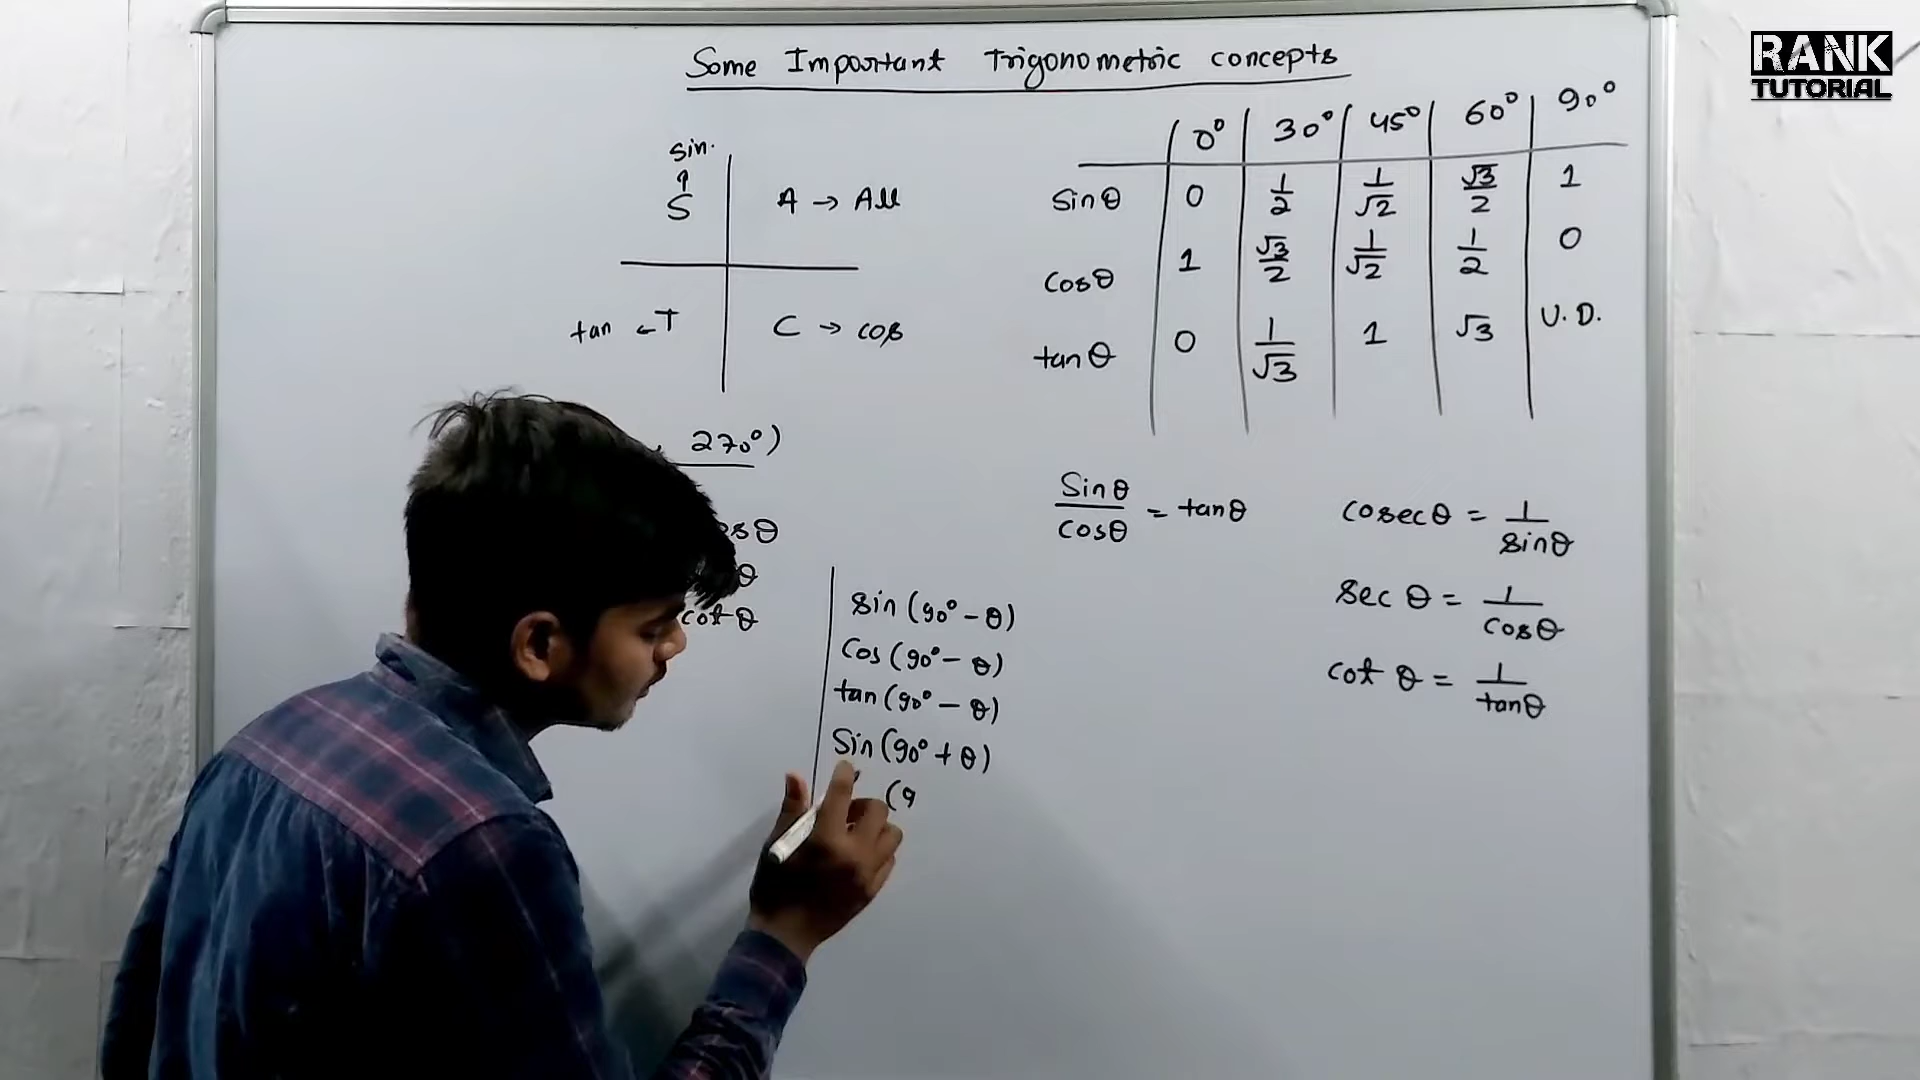 RANK
TUTORIAL
Some Important Trigonometric concepts
sin.
↑
S
A → All
tan ← T
C → cos
0° 30° 45° 60° 90°
sinθ 0 1/2 1/√2 √3/2 1
cosθ 1 √3/2 1/√2 1/2 0
tanθ 0 1/√3 1 √3 U.D.
270°)
θ
θ
cot θ
sin (90° - θ)
cos (90° - θ)
tan (90° - θ)
Sin (90° + θ)
(9
Sinθ/cosθ = tanθ
cosecθ = 1/sinθ
sec θ = 1/cosθ
cot θ = 1/tanθ